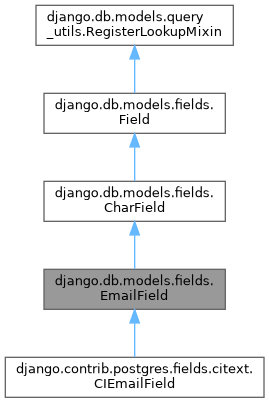 django.db.models.query
_utils.RegisterLookupMixin
django.db.models.fields.
Field
django.db.models.fields.
CharField
django.db.models.fields.
EmailField
django.contrib.postgres.fields.citext.
CIEmailField